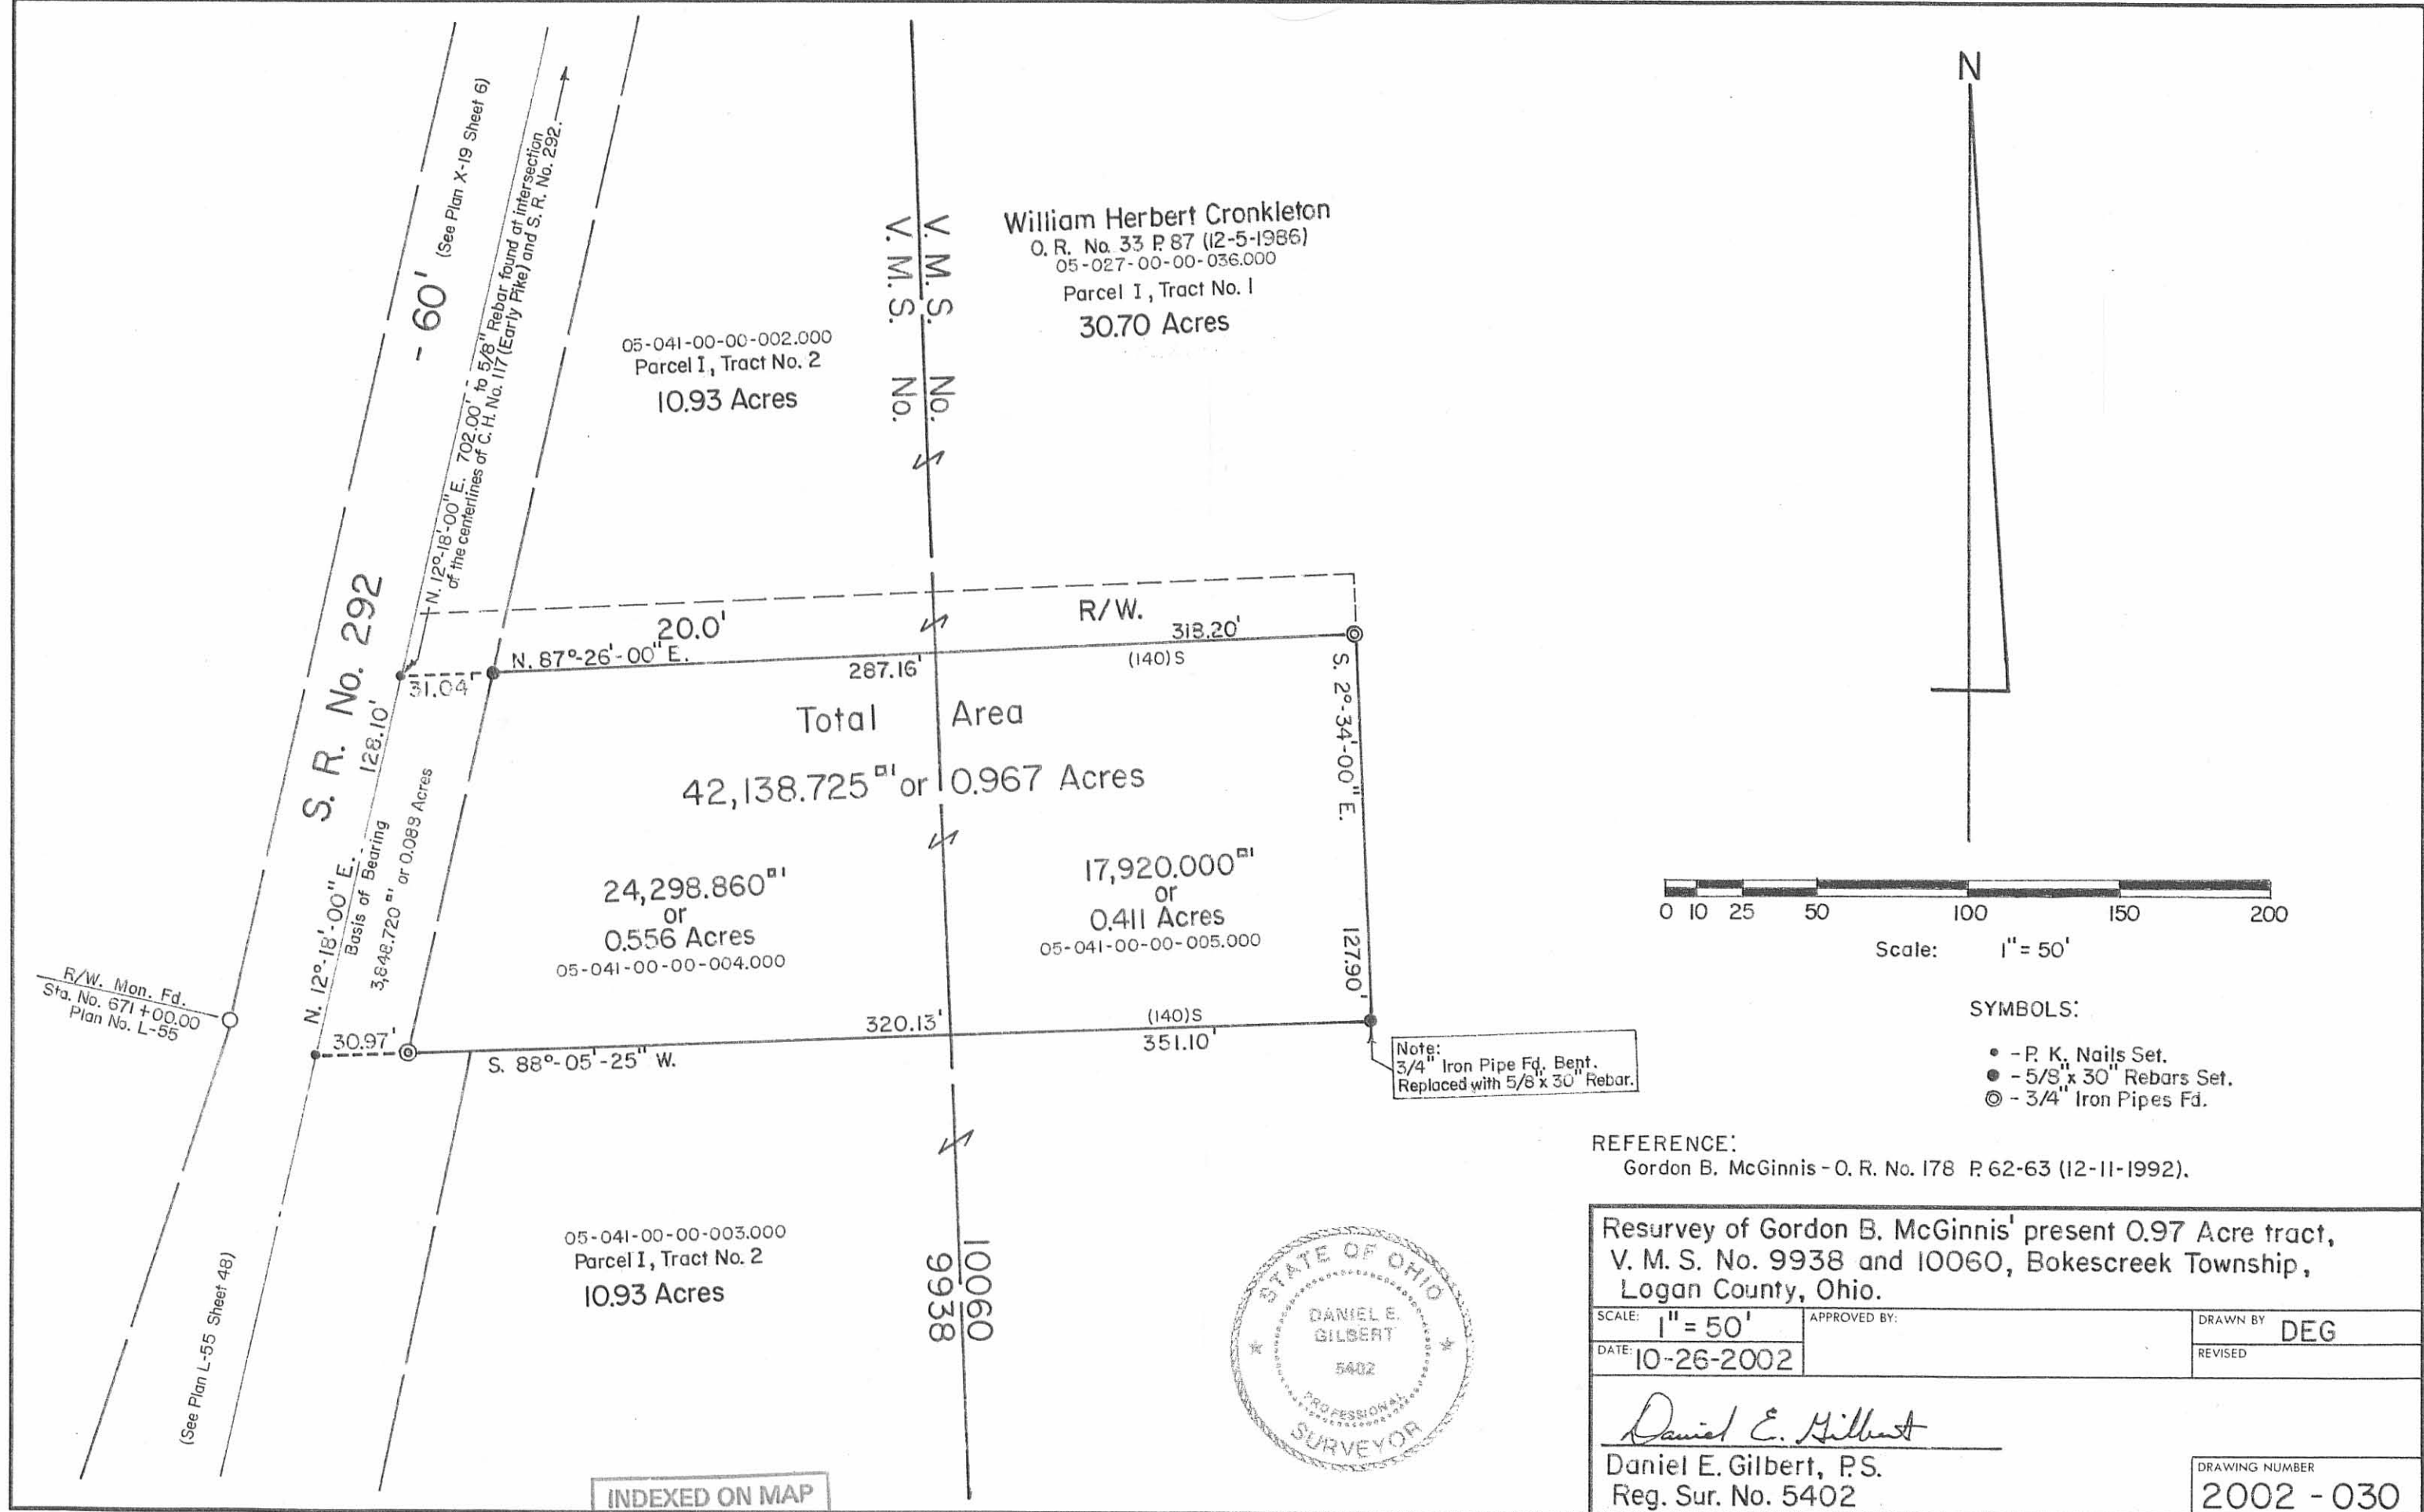 N
- 60' (See Plan X-19 Sheet 6)
N. 12°-18'-00" E. 702.00' to 5/8" Rebar found at intersection
of the centerlines of C. H. No. 117 (Early Pike) and S. R. No. 292.
V. M. S. No.
V. M. S. No.
William Herbert Cronkleton
O. R. No. 33 P. 87 (12-5-1986)
05-027-00-00-036.000
Parcel I, Tract No. 1
30.70 Acres
05-041-00-00-002.000
Parcel I, Tract No. 2
10.93 Acres
S. R. No. 292
20.0' R/W.
N. 87°-26'-00" E.
287.16'
318.20'
(140)S
31.04'
128.10'
S. 2°-34'-00" E.
127.90'
Total Area
42,138.725 □' or 0.967 Acres
N. 12°-18'-00" E.
Basis of Bearing
3,848.720 □' or 0.089 Acres
24,298.860 □'
or
0.556 Acres
05-041-00-00-004.000
17,920.000 □'
or
0.411 Acres
05-041-00-00-005.000
R/W. Mon. Fd.
Sta. No. 671+00.00
Plan No. L-55
30.97'
S. 88°-05'-25" W.
320.13'
(140)S
351.10'
Note:
3/4" Iron Pipe Fd. Bent.
Replaced with 5/8" x 30" Rebar.
0 10 25 50 100 150 200
Scale: 1" = 50'
SYMBOLS:
• - P. K. Nails Set.
● - 5/8" x 30" Rebars Set.
◎ - 3/4" Iron Pipes Fd.
REFERENCE:
Gordon B. McGinnis - O. R. No. 178 P. 62-63 (12-11-1992).
05-041-00-00-003.000
Parcel I, Tract No. 2
10.93 Acres
10060
9938
(See Plan L-55 Sheet 48)
STATE OF OHIO
DANIEL E.
GILBERT
5402
PROFESSIONAL
SURVEYOR
INDEXED ON MAP
Resurvey of Gordon B. McGinnis' present 0.97 Acre tract,
V. M. S. No. 9938 and 10060, Bokescreek Township,
Logan County, Ohio.
SCALE: 1" = 50'
APPROVED BY:
DRAWN BY DEG
DATE: 10-26-2002
REVISED
Daniel E. Gilbert
Daniel E. Gilbert, P.S.
Reg. Sur. No. 5402
DRAWING NUMBER
2002 - 030